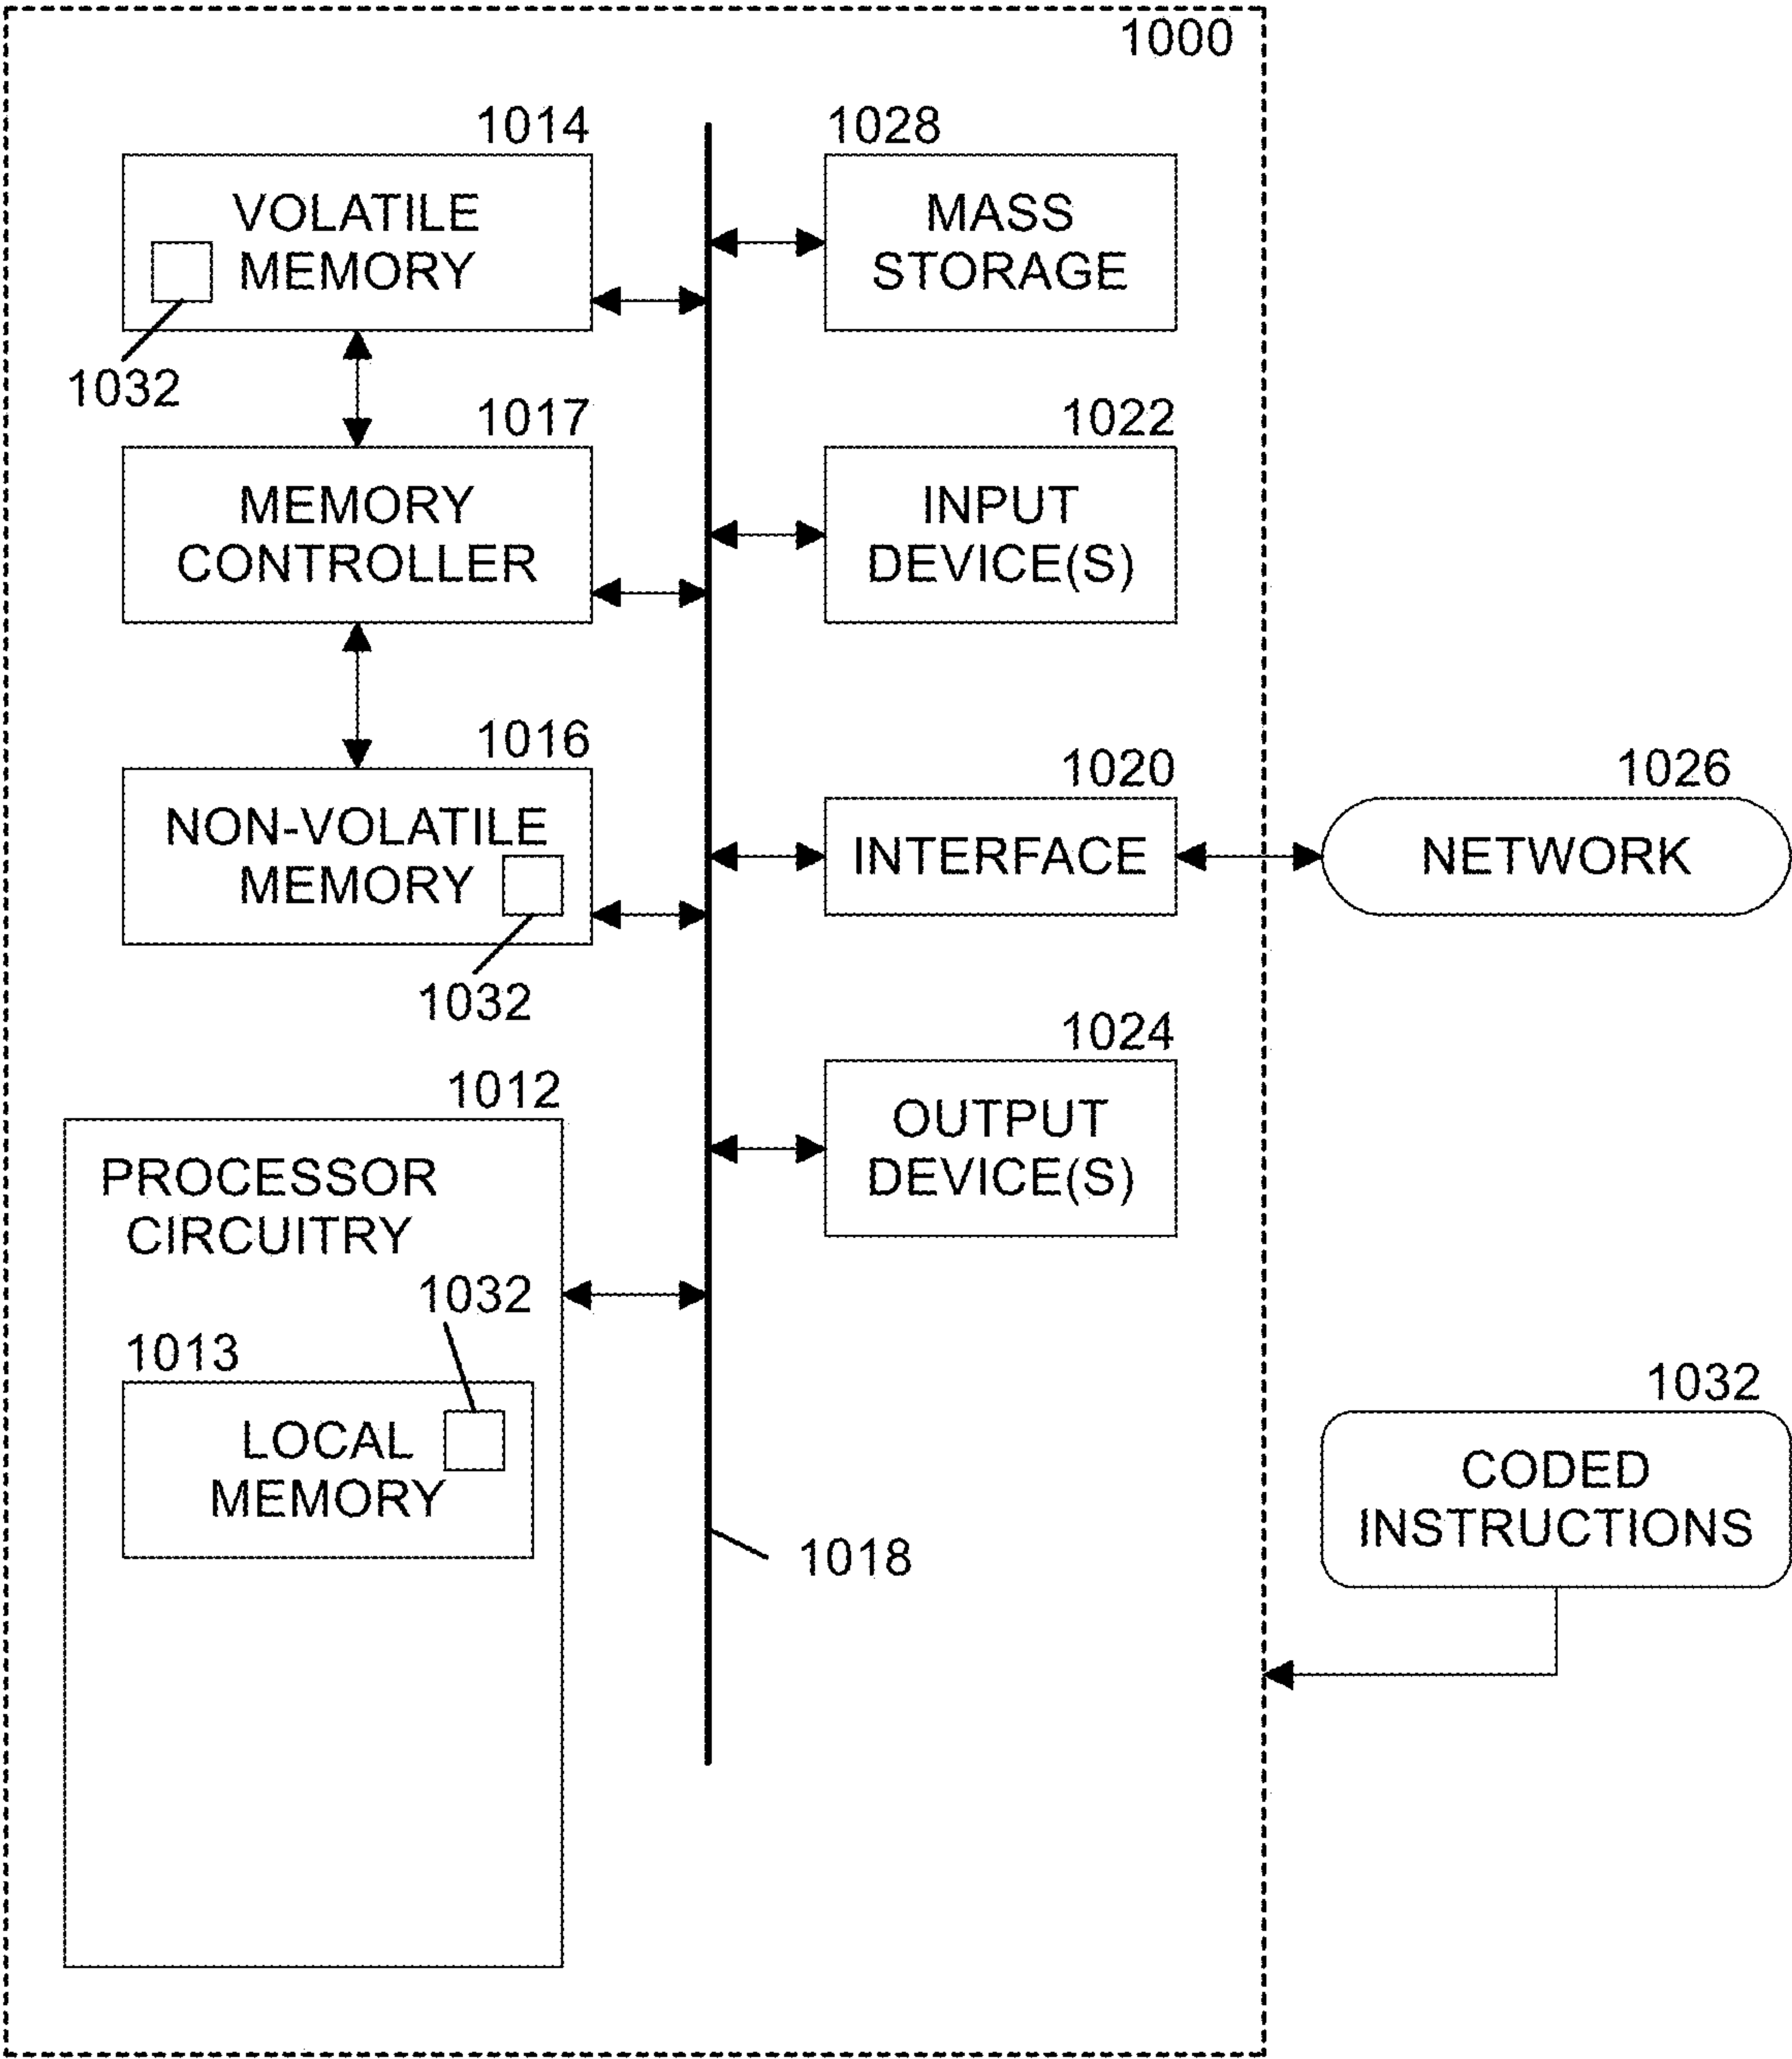 1000
1014
VOLATILE
MEMORY
1032
1028
MASS
STORAGE
1017
MEMORY
CONTROLLER
1022
INPUT
DEVICE(S)
1016
NON-VOLATILE
MEMORY
1032
1020
INTERFACE
1026
NETWORK
1024
OUTPUT
DEVICE(S)
1012
PROCESSOR
CIRCUITRY
1032
1013
LOCAL
MEMORY
1018
1032
CODED
INSTRUCTIONS